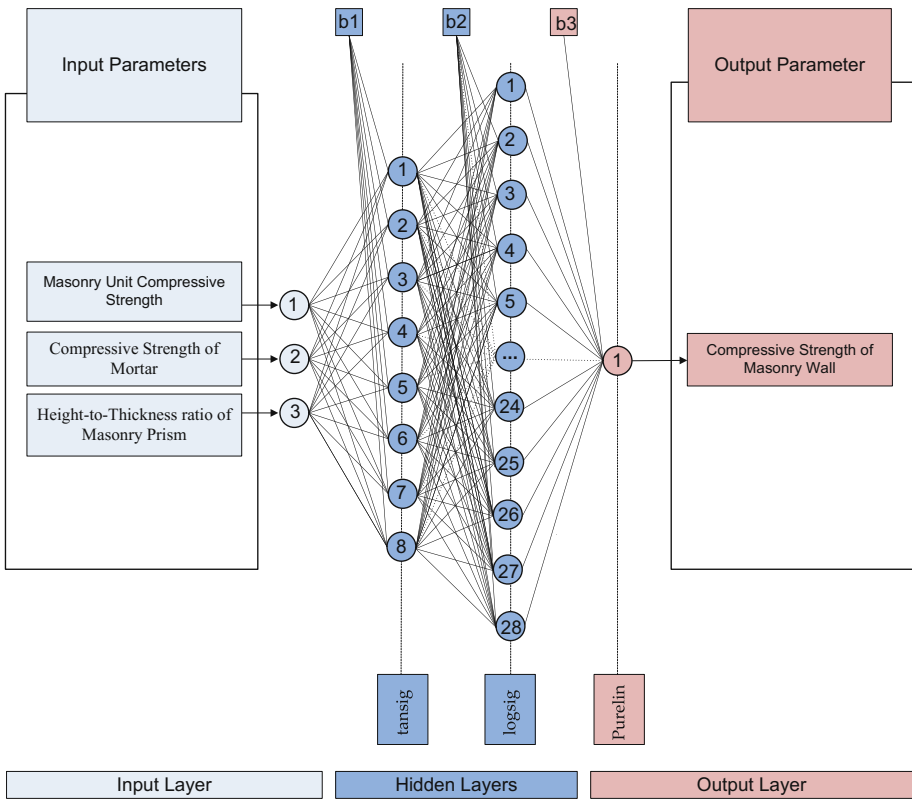 b1
b2
b3
Input Parameters
Output Parameter
Masonry Unit Compressive
Strength
Compressive Strength of
Mortar
Height-to-Thickness ratio of
Masonry Prism
1
2
3
1
2
3
4
5
6
7
8
1
2
3
4
5
...
24
25
26
27
28
1
Compressive Strength of
Masonry Wall
tansig
logsig
Purelin
Input Layer
Hidden Layers
Output Layer